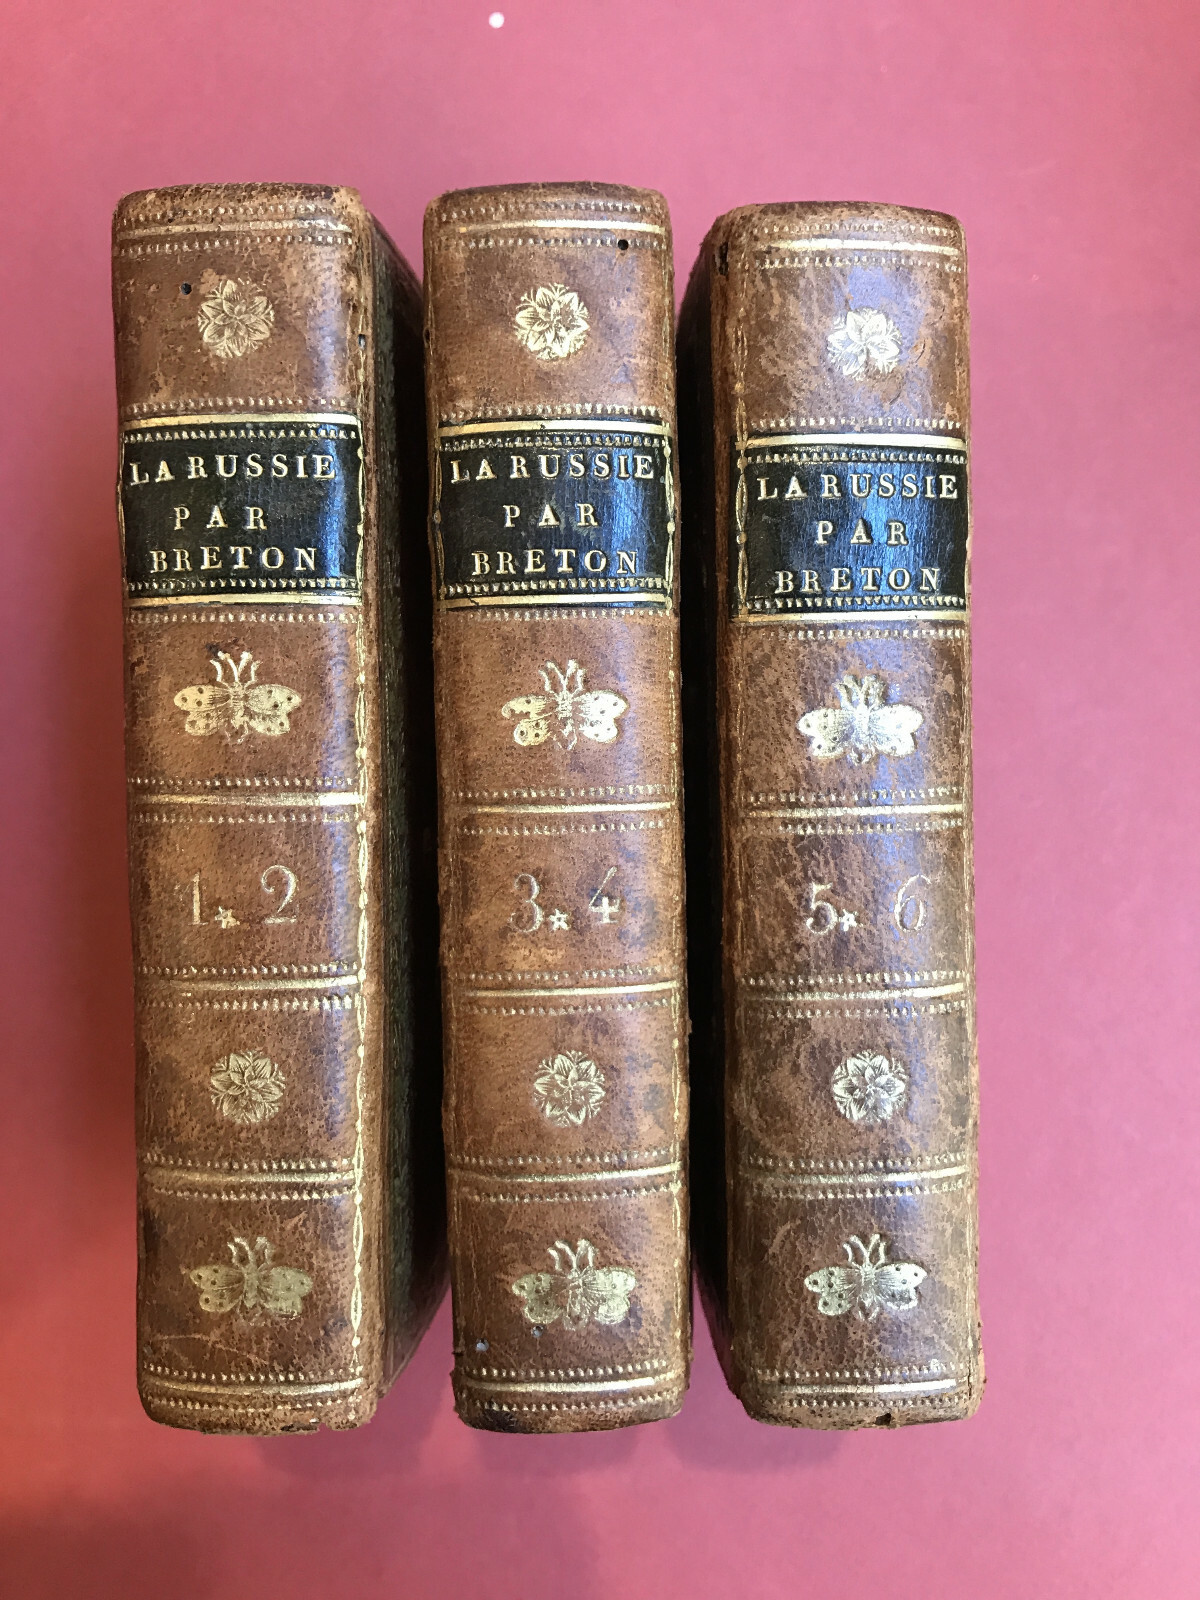 LA RUSSIE
PAR
BRETON
1. 2
LA RUSSIE
PAR
BRETON
3. 4
LA RUSSIE
PAR
BRETON
5. 6